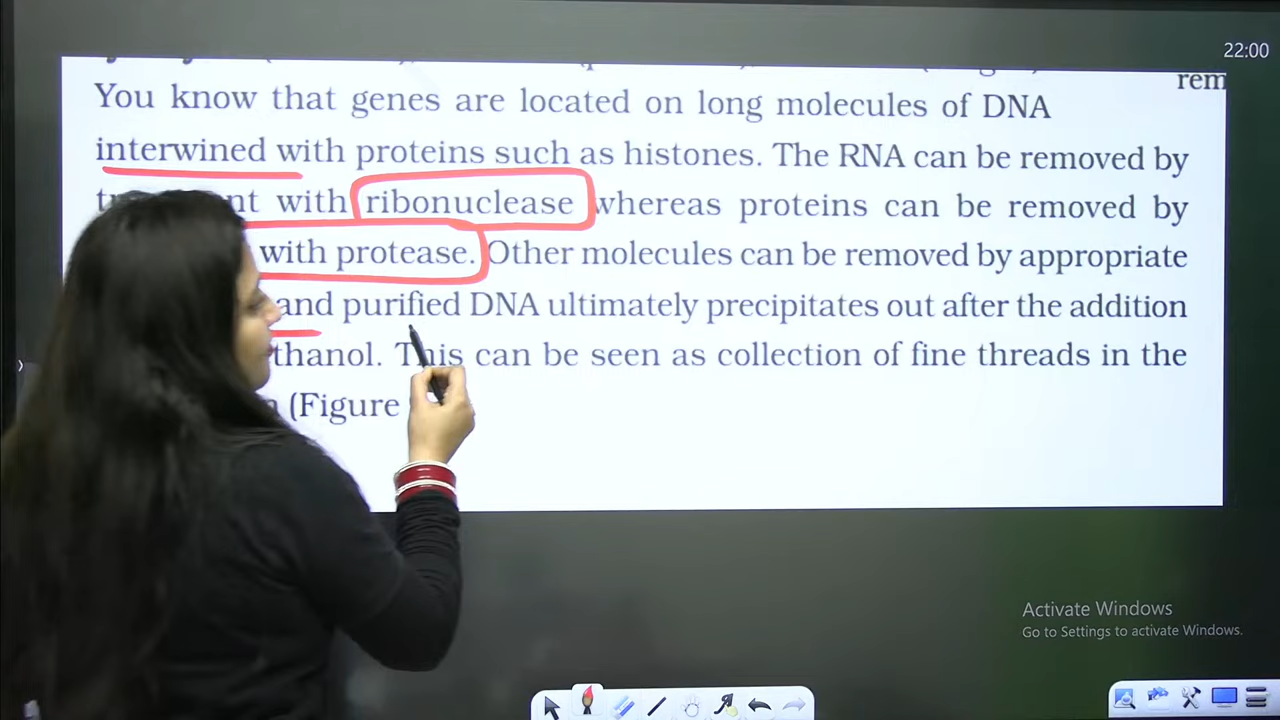 22:00
rem
You know that genes are located on long molecules of DNA
interwined with proteins such as histones. The RNA can be removed by
with ribonuclease whereas proteins can be removed by
with protease. Other molecules can be removed by appropriate
and purified DNA ultimately precipitates out after the addition
thanol. This can be seen as collection of fine threads in the
(Figure
Activate Windows
Go to Settings to activate Windows.